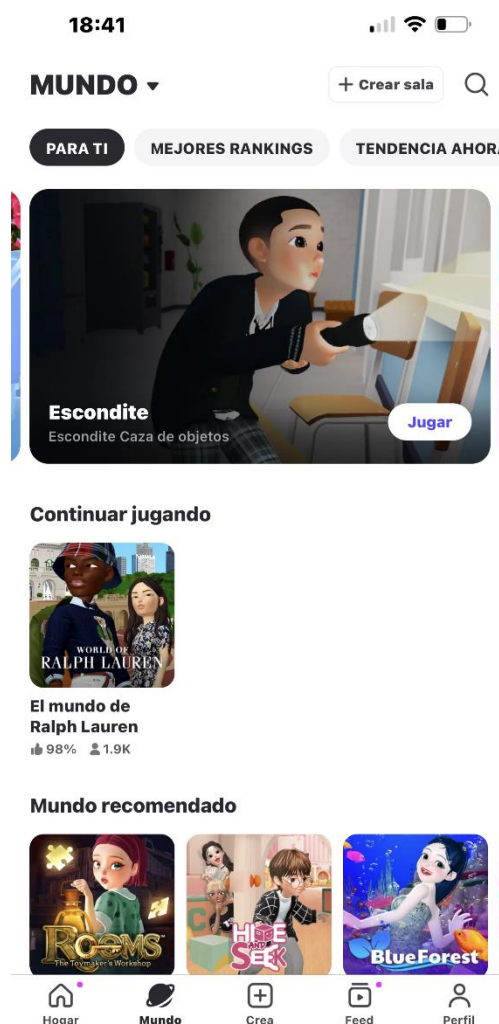 18:41
MUNDO
+ Crear sala
PARA TI
MEJORES RANKINGS
TENDENCIA AHORA
Escondite
Escondite Caza de objetos
Jugar
Continuar jugando
WORLD OF
RALPH LAUREN
El mundo de
Ralph Lauren
98% 1.9K
Mundo recomendado
ROOMS
The Toymaker's Workshop
HIDE
AND
SEEK
BlueForest
Hogar
Mundo
Crea
Feed
Perfil